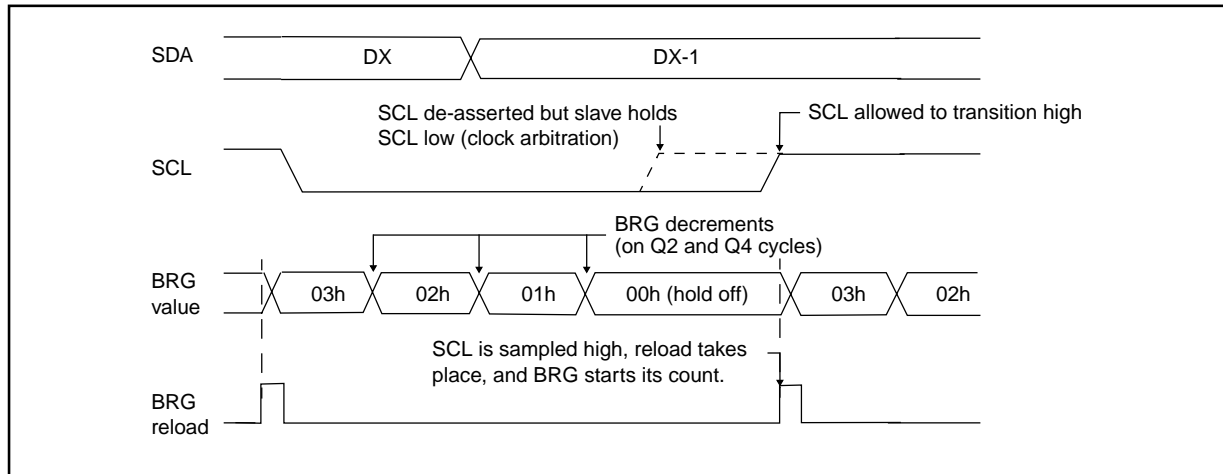 SDA
DX
DX-1
SCL de-asserted but slave holds
SCL low (clock arbitration)
SCL allowed to transition high
SCL
BRG decrements
(on Q2 and Q4 cycles)
BRG
value
03h
02h
01h
00h (hold off)
03h
02h
SCL is sampled high, reload takes
place, and BRG starts its count.
BRG
reload